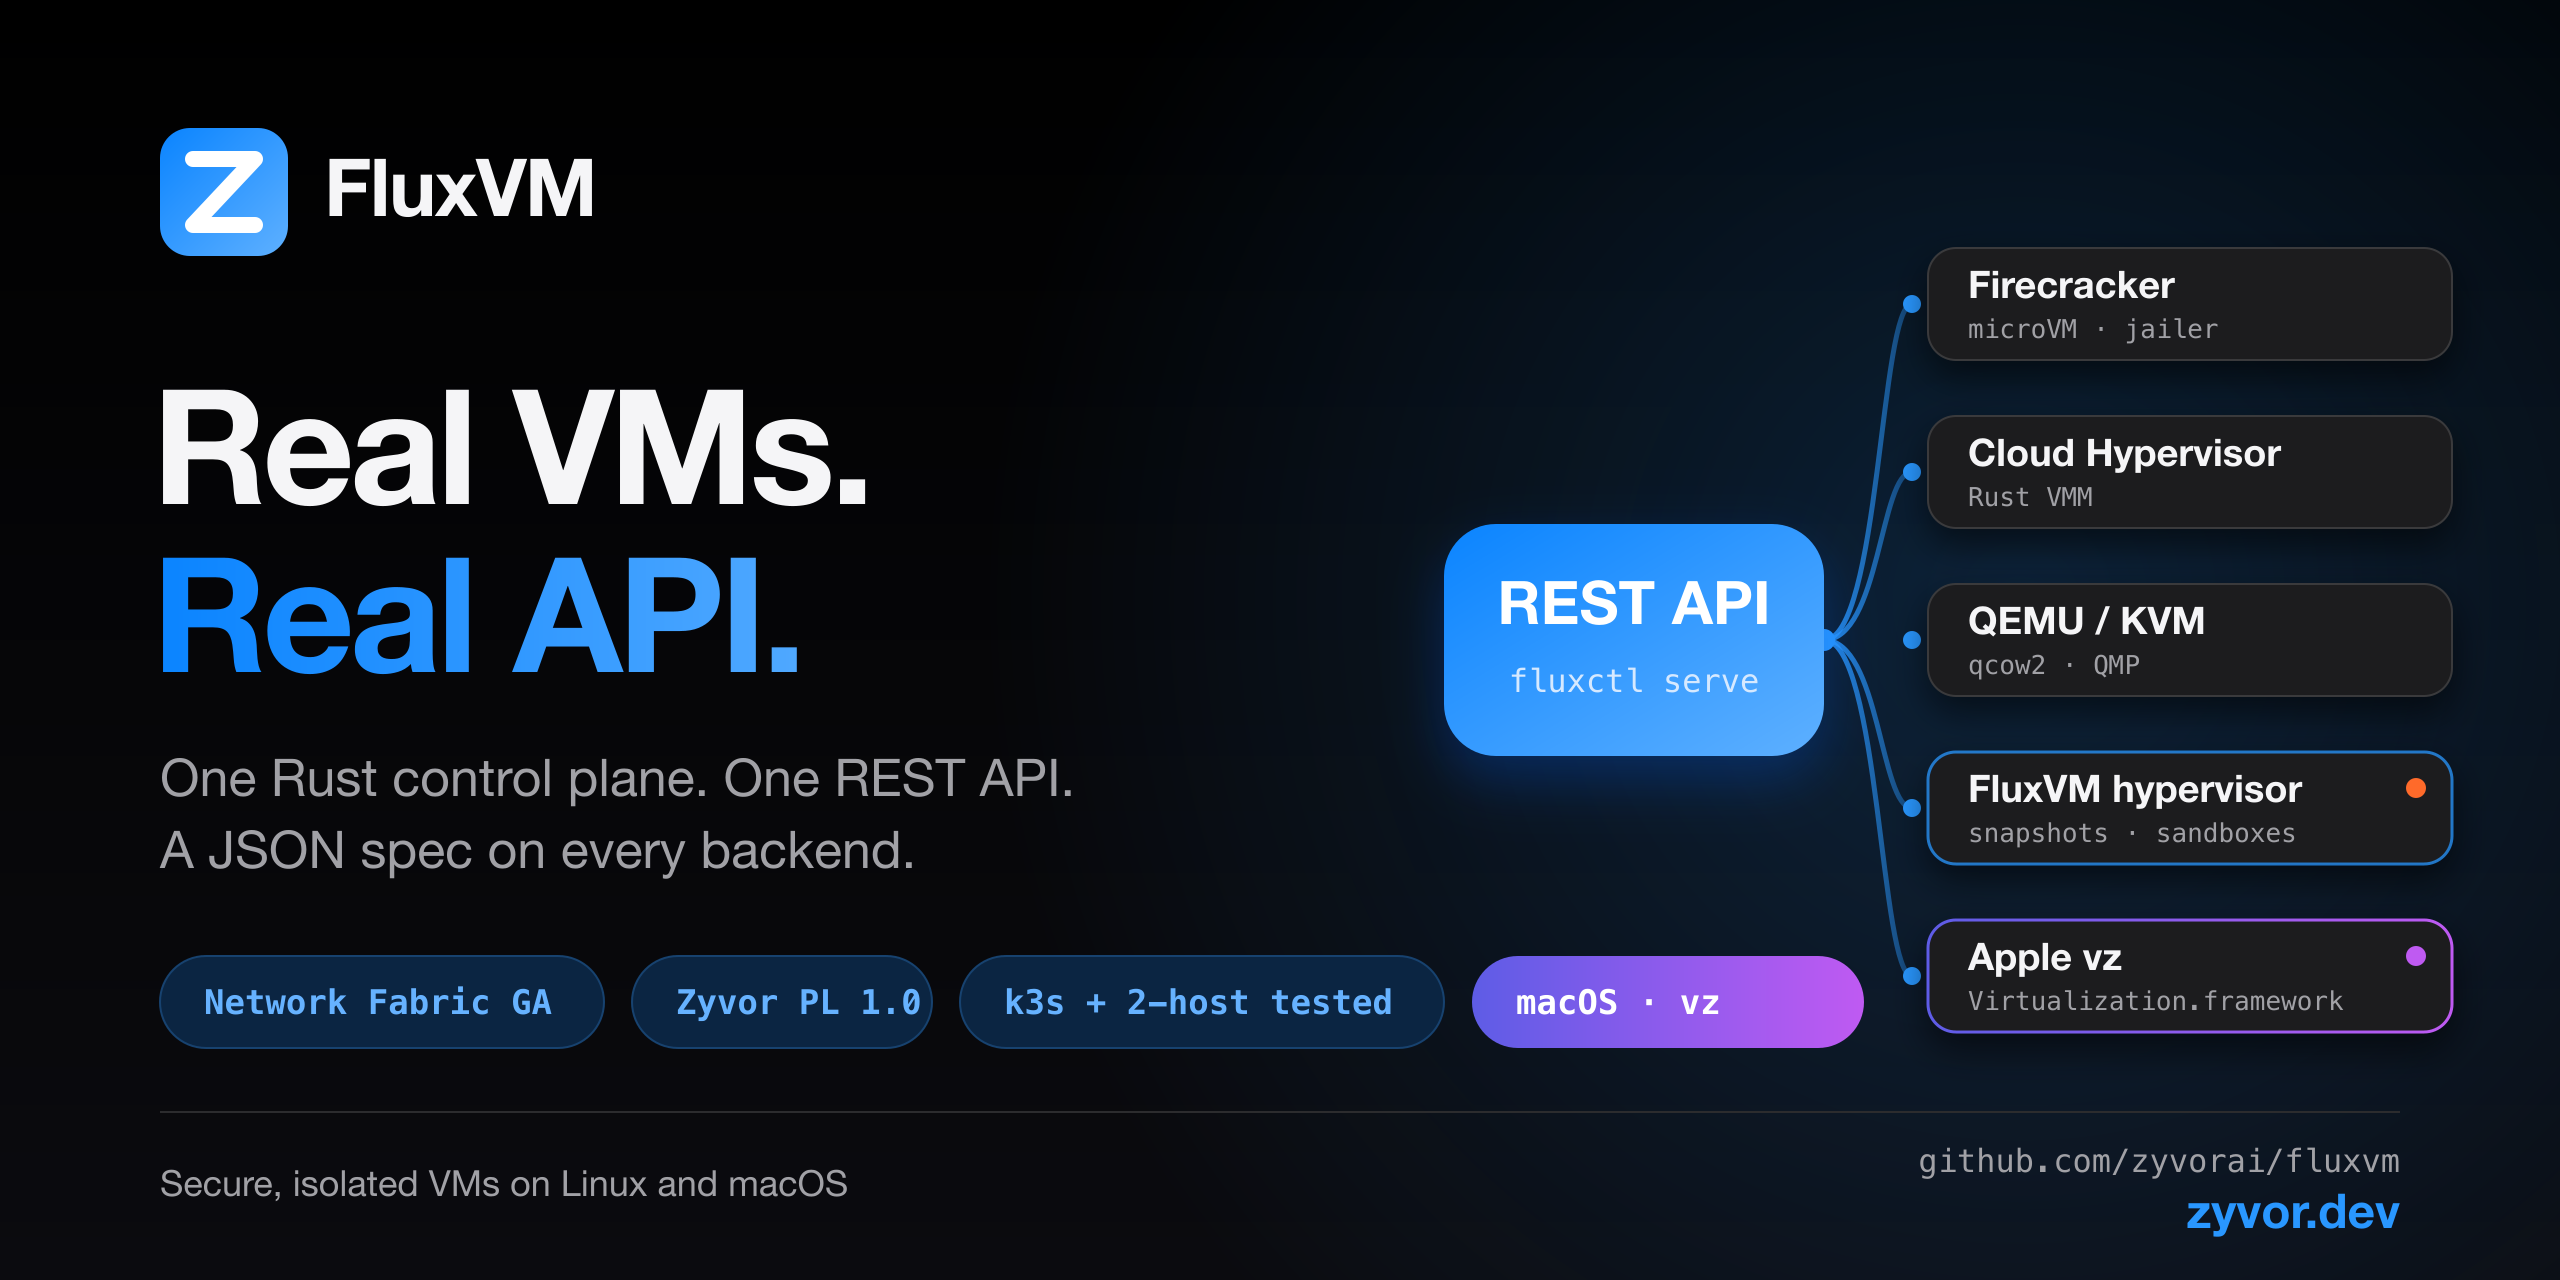 Z FluxVM
Real VMs.
Real API.
One Rust control plane. One REST API.
A JSON spec on every backend.
Network Fabric GA
Zyvor PL 1.0
k3s + 2-host tested
macOS · vz
REST API
fluxctl serve
Firecracker
microVM · jailer
Cloud Hypervisor
Rust VMM
QEMU / KVM
qcow2 · QMP
FluxVM hypervisor
snapshots · sandboxes
Apple vz
Virtualization.framework
Secure, isolated VMs on Linux and macOS
github.com/zyvorai/fluxvm
zyvor.dev